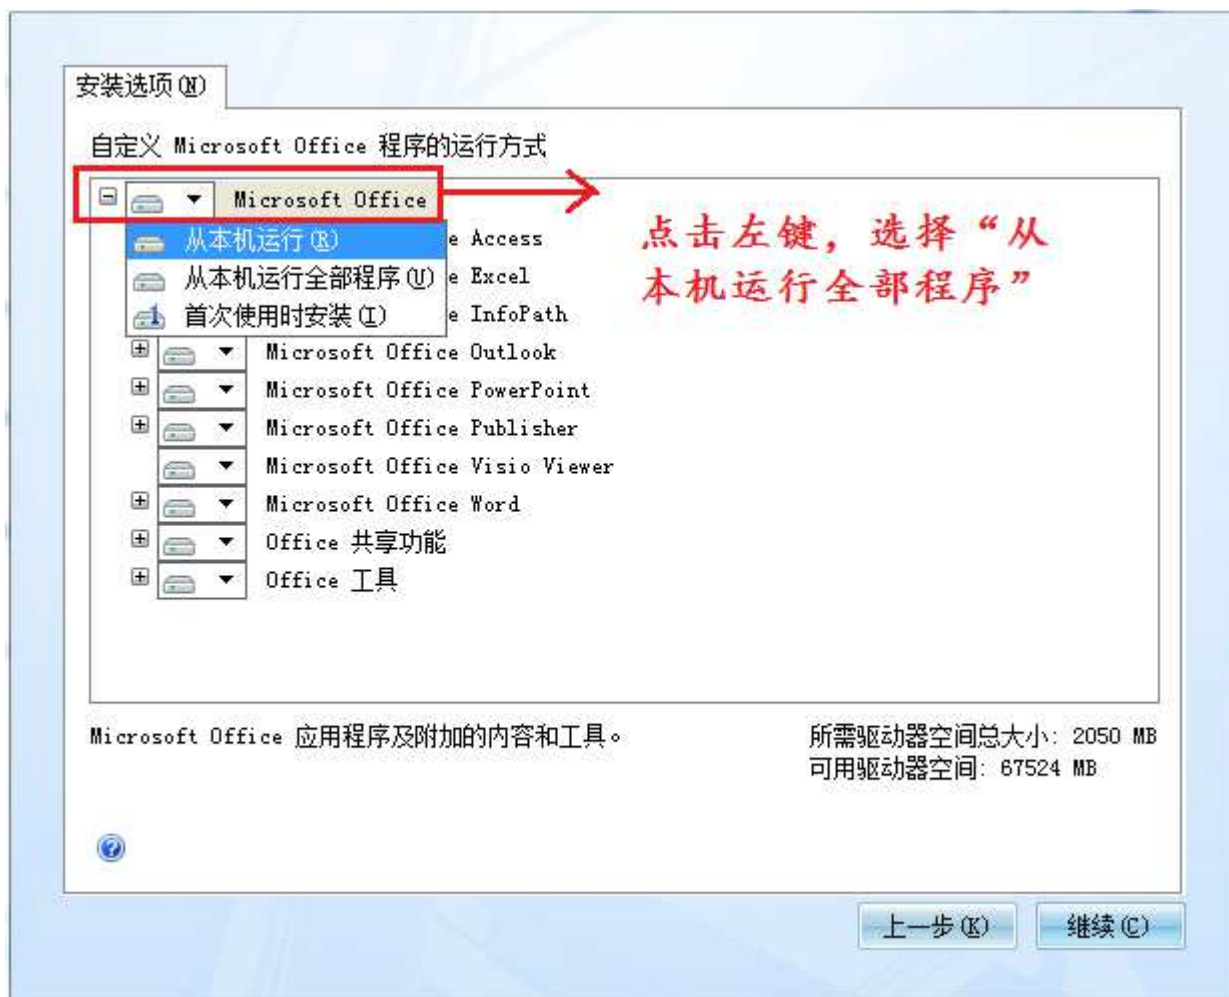 安装选项(N)
自定义 Microsoft Office 程序的运行方式
Microsoft Office
从本机运行(R)
e Access
从本机运行全部程序(U)
e Excel
首次使用时安装(I)
e InfoPath
点击左键，选择“从
本机运行全部程序”
Microsoft Office Outlook
Microsoft Office PowerPoint
Microsoft Office Publisher
Microsoft Office Visio Viewer
Microsoft Office Word
Office 共享功能
Office 工具
Microsoft Office 应用程序及附加的内容和工具。
所需驱动器空间总大小: 2050 MB
可用驱动器空间: 67524 MB
上一步(K)
继续(C)